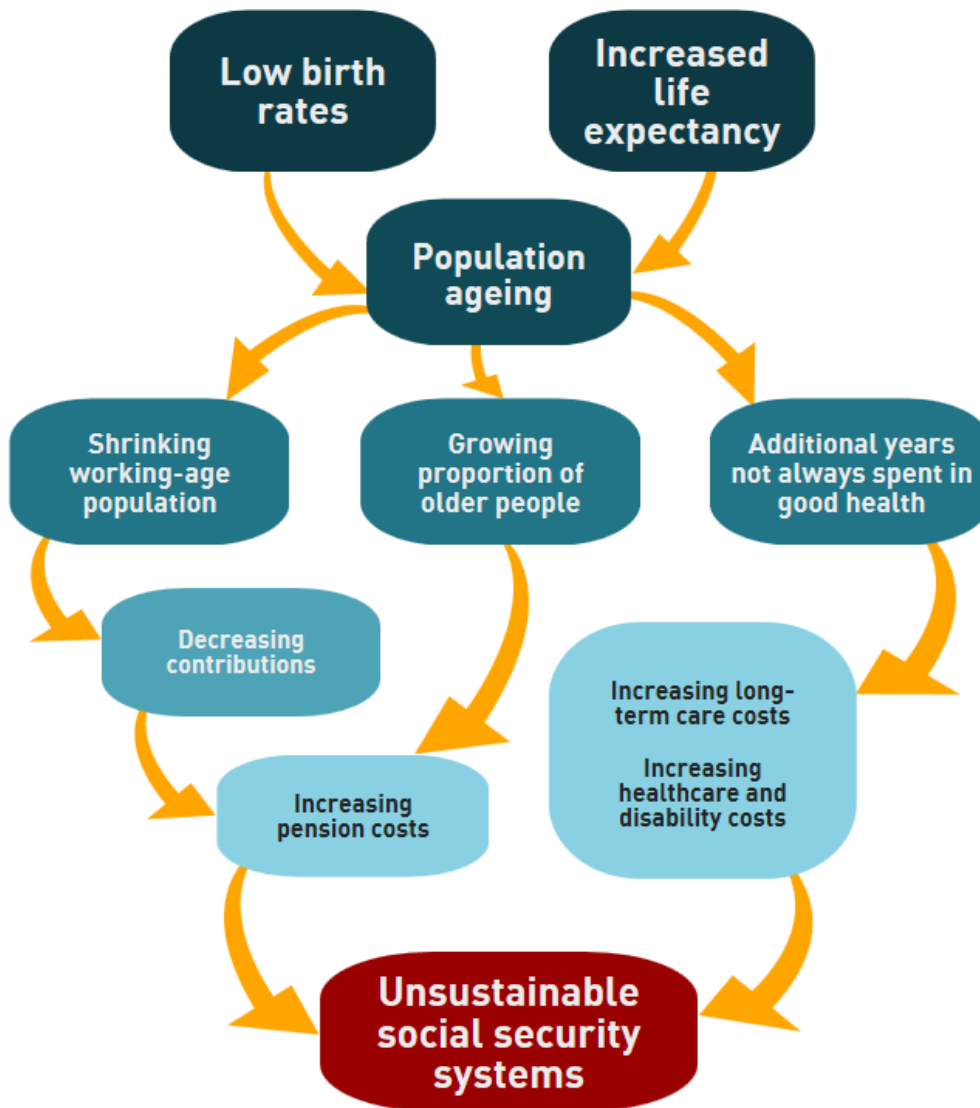 Low birth
rates
Increased
life
expectancy
Population
ageing
Shrinking
working-age
population
Growing
proportion of
older people
Additional years
not always spent in
good health
Decreasing
contributions
Increasing long-
term care costs
Increasing
healthcare and
disability costs
Increasing
pension costs
Unsustainable
social security
systems